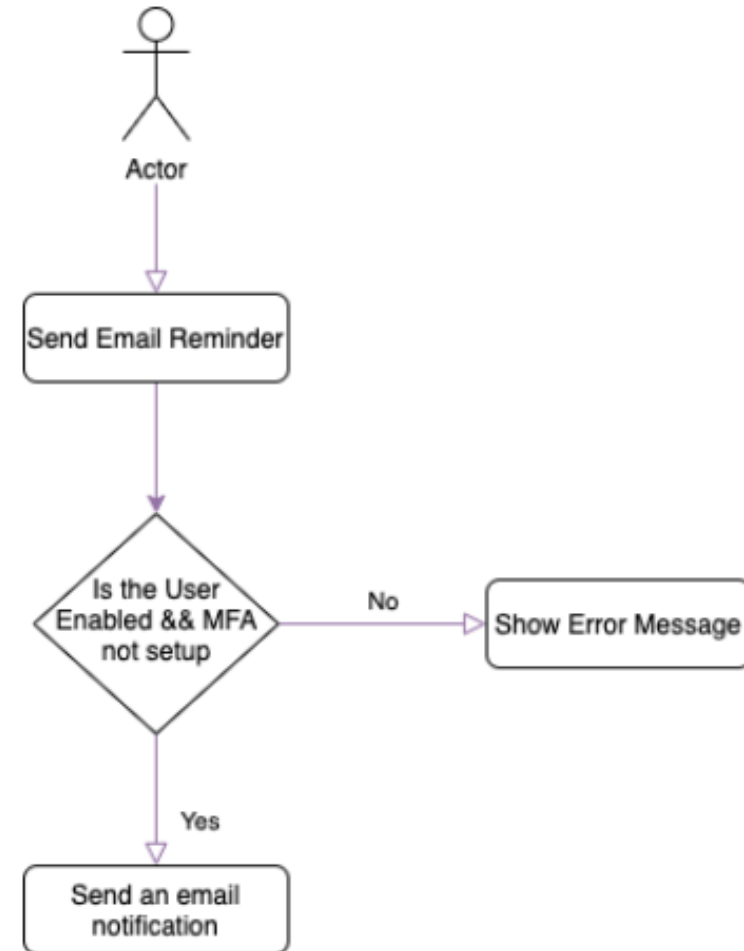 Actor
Send Email Reminder
Is the User
Enabled && MFA
not setup
No
Show Error Message
Yes
Send an email
notification